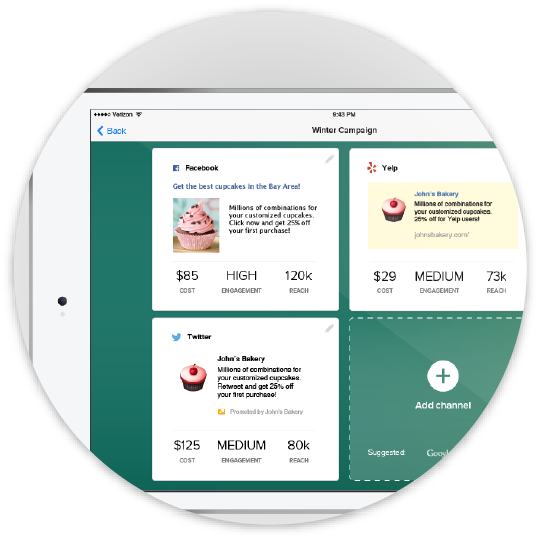 Verizon
9:43 PM
Back
Winter Campaign
Facebook
Get the best cupcakes in the Bay Area!
Millions of combinations for
your customized cupcakes.
Click now and get 25% off
your first purchase!
$85 HIGH 120k
COST ENGAGEMENT REACH
Yelp
John's Bakery
Millions of combinations for
your customized cupcakes.
25% off for Yelp users!
johnsbakery.com/
$29 MEDIUM 73k
COST ENGAGEMENT REACH
Twitter
John's Bakery
Millions of combinations for
your customized cupcakes.
Retweet and get 25% off
your first purchase!
Promoted by John's Bakery
$125 MEDIUM 80k
COST ENGAGEMENT REACH
Add channel
Suggested: